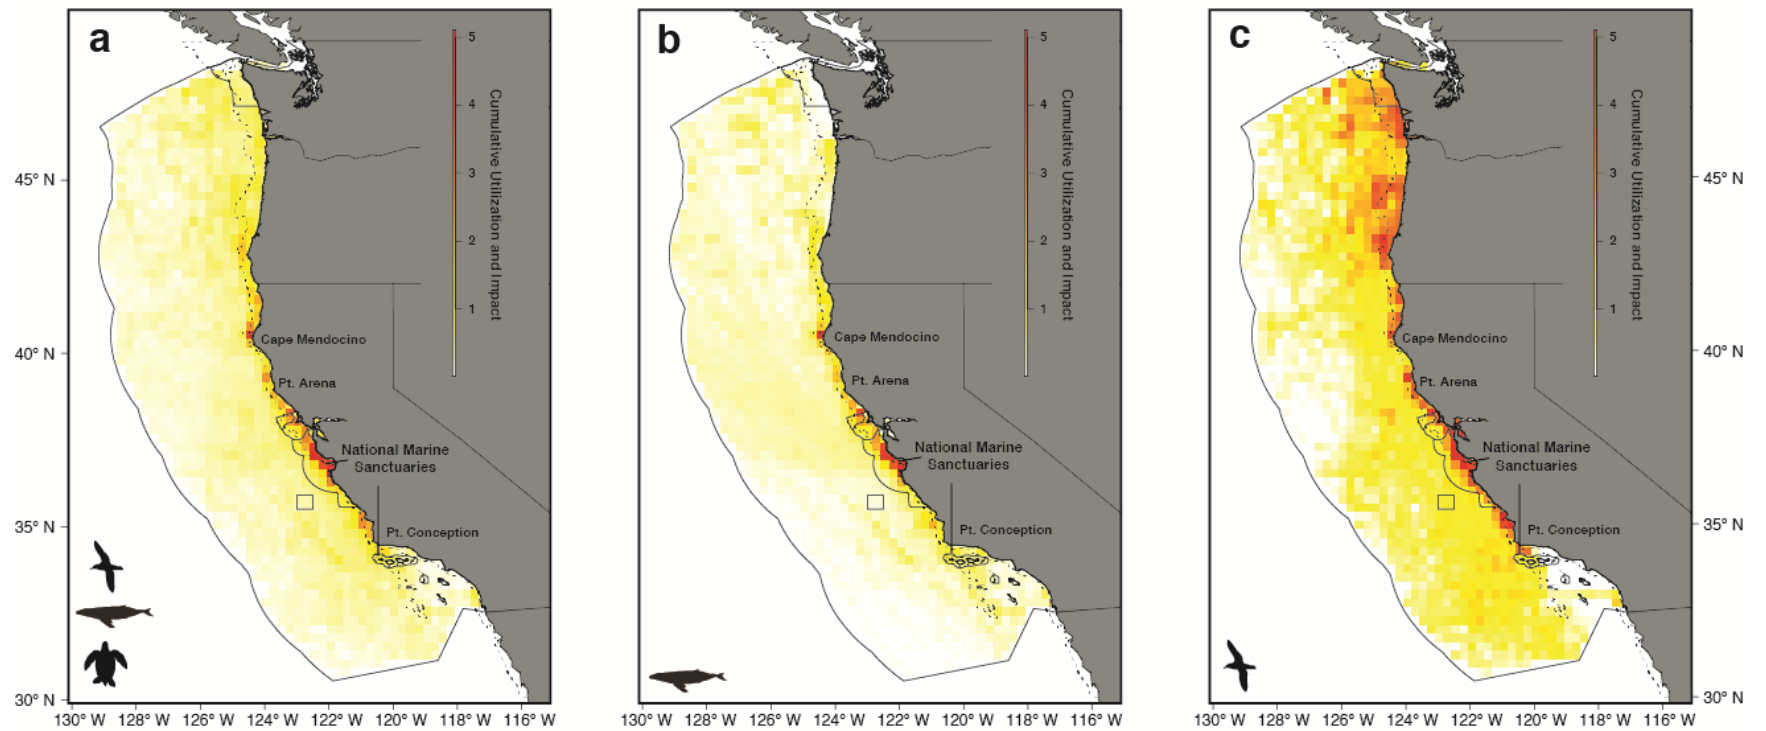 a
5
4
3
2
1
Cumulative Utilization and Impact
45° N
40° N
35° N
30° N
Cape Mendocino
Pt. Arena
National Marine
Sanctuaries
Pt. Conception
130° W 128° W 126° W 124° W 122° W 120° W 118° W 116° W
b
5
4
3
2
1
Cumulative Utilization and Impact
Cape Mendocino
Pt. Arena
National Marine
Sanctuaries
Pt. Conception
130° W 128° W 126° W 124° W 122° W 120° W 118° W 116° W
c
5
4
3
2
1
Cumulative Utilization and Impact
45° N
40° N
35° N
30° N
Cape Mendocino
Pt. Arena
National Marine
Sanctuaries
Pt. Conception
130° W 128° W 126° W 124° W 122° W 120° W 118° W 116° W